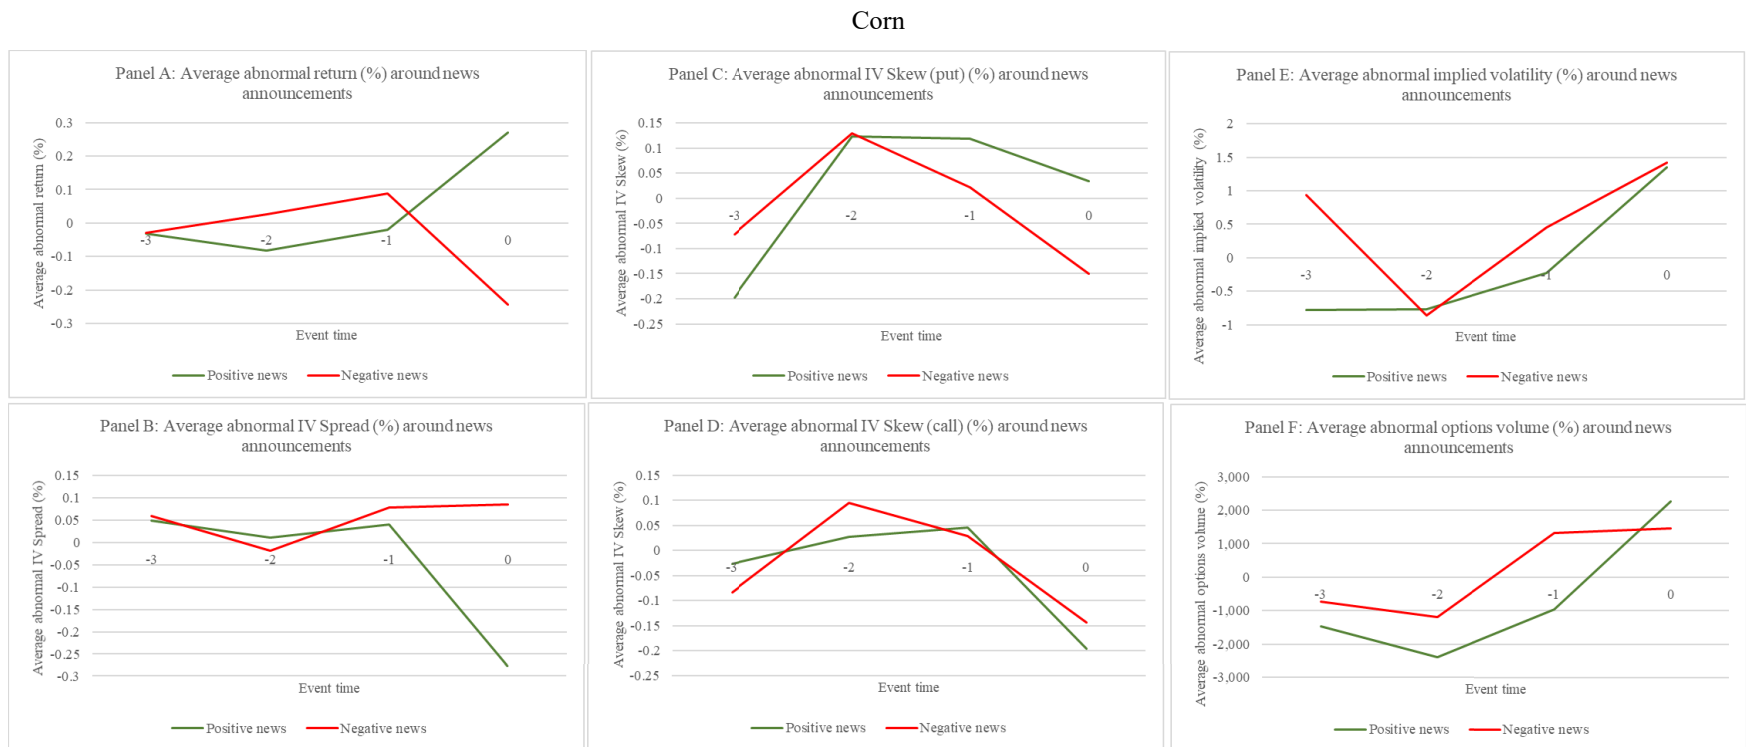 Corn
Panel A: Average abnormal return (%) around news
announcements
Average abnormal return (%)
0.3
0.2
0.1
0
-0.1
-0.2
-0.3
-3
-2
-1
0
Event time
Positive news
Negative news
Panel C: Average abnormal IV Skew (put) (%) around news
announcements
Average abnormal IV Skew (%)
0.15
0.1
0.05
0
-0.05
-0.1
-0.15
-0.2
-0.25
-3
-2
-1
0
Event time
Positive news
Negative news
Panel E: Average abnormal implied volatility (%) around news
announcements
Average abnormal implied volatility (%)
2
1.5
1
0.5
0
-0.5
-1
-3
-2
-1
0
Event time
Positive news
Negative news
Panel B: Average abnormal IV Spread (%) around news
announcements
Average abnormal IV Spread (%)
0.15
0.1
0.05
0
-0.05
-0.1
-0.15
-0.2
-0.25
-0.3
-3
-2
-1
0
Event time
Positive news
Negative news
Panel D: Average abnormal IV Skew (call) (%) around news
announcements
Average abnormal IV Skew (%)
0.15
0.1
0.05
0
-0.05
-0.1
-0.15
-0.2
-0.25
-3
-2
-1
0
Event time
Positive news
Negative news
Panel F: Average abnormal options volume (%) around news
announcements
Average abnormal options volume (%)
3,000
2,000
1,000
0
-1,000
-2,000
-3,000
-3
-2
-1
0
Event time
Positive news
Negative news